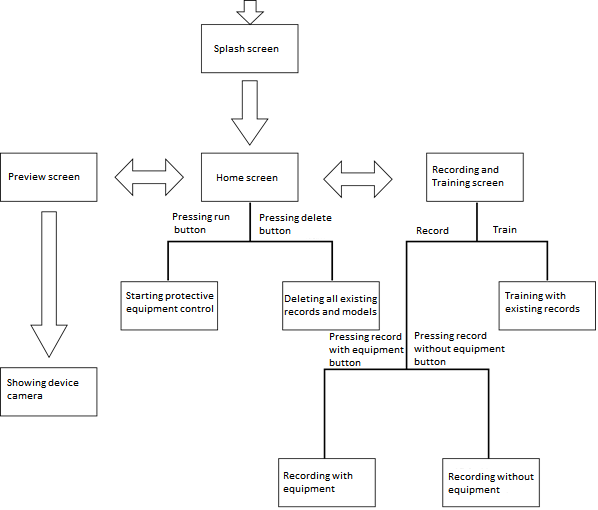 Splash screen
Preview screen
Home screen
Recording and
Training screen
Pressing run
button
Pressing delete
button
Record
Train
Starting protective
equipment control
Deleting all existing
records and models
Training with
existing records
Pressing record
with equipment
button
Pressing record
without equipment
button
Showing device
camera
Recording with
equipment
Recording without
equipment